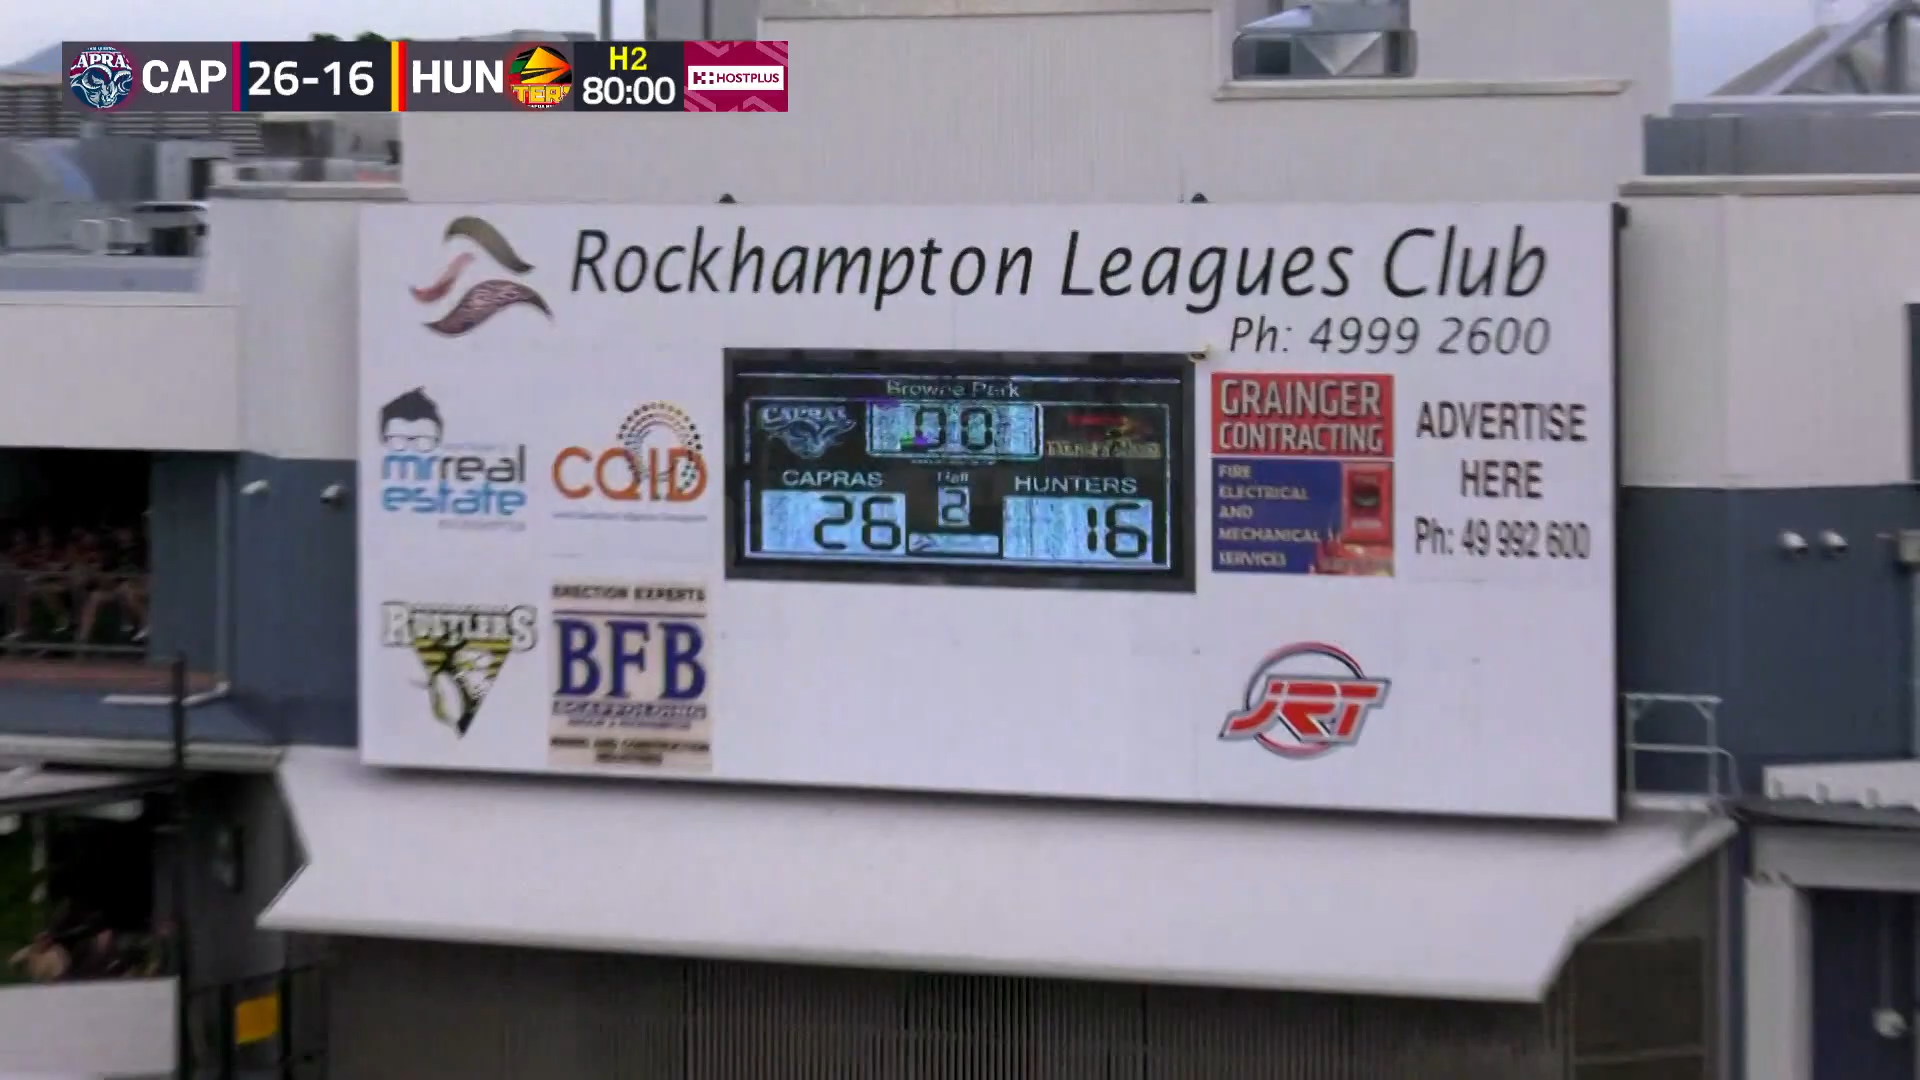 CAP 26-16 HUN H2 80:00 HOSTPLUS
Rockhampton Leagues Club
Ph: 4999 2600
Browne Park
CAPRAS
00
CAPRAS Half HUNTERS
26 2 16
mrreal
estate
CQID
GRAINGER
CONTRACTING
FIRE
ELECTRICAL
AND
MECHANICAL
SERVICES
ADVERTISE
HERE
Ph: 49 992 600
RUSTLERS
ERECTION EXPERTS
BFB
JRT